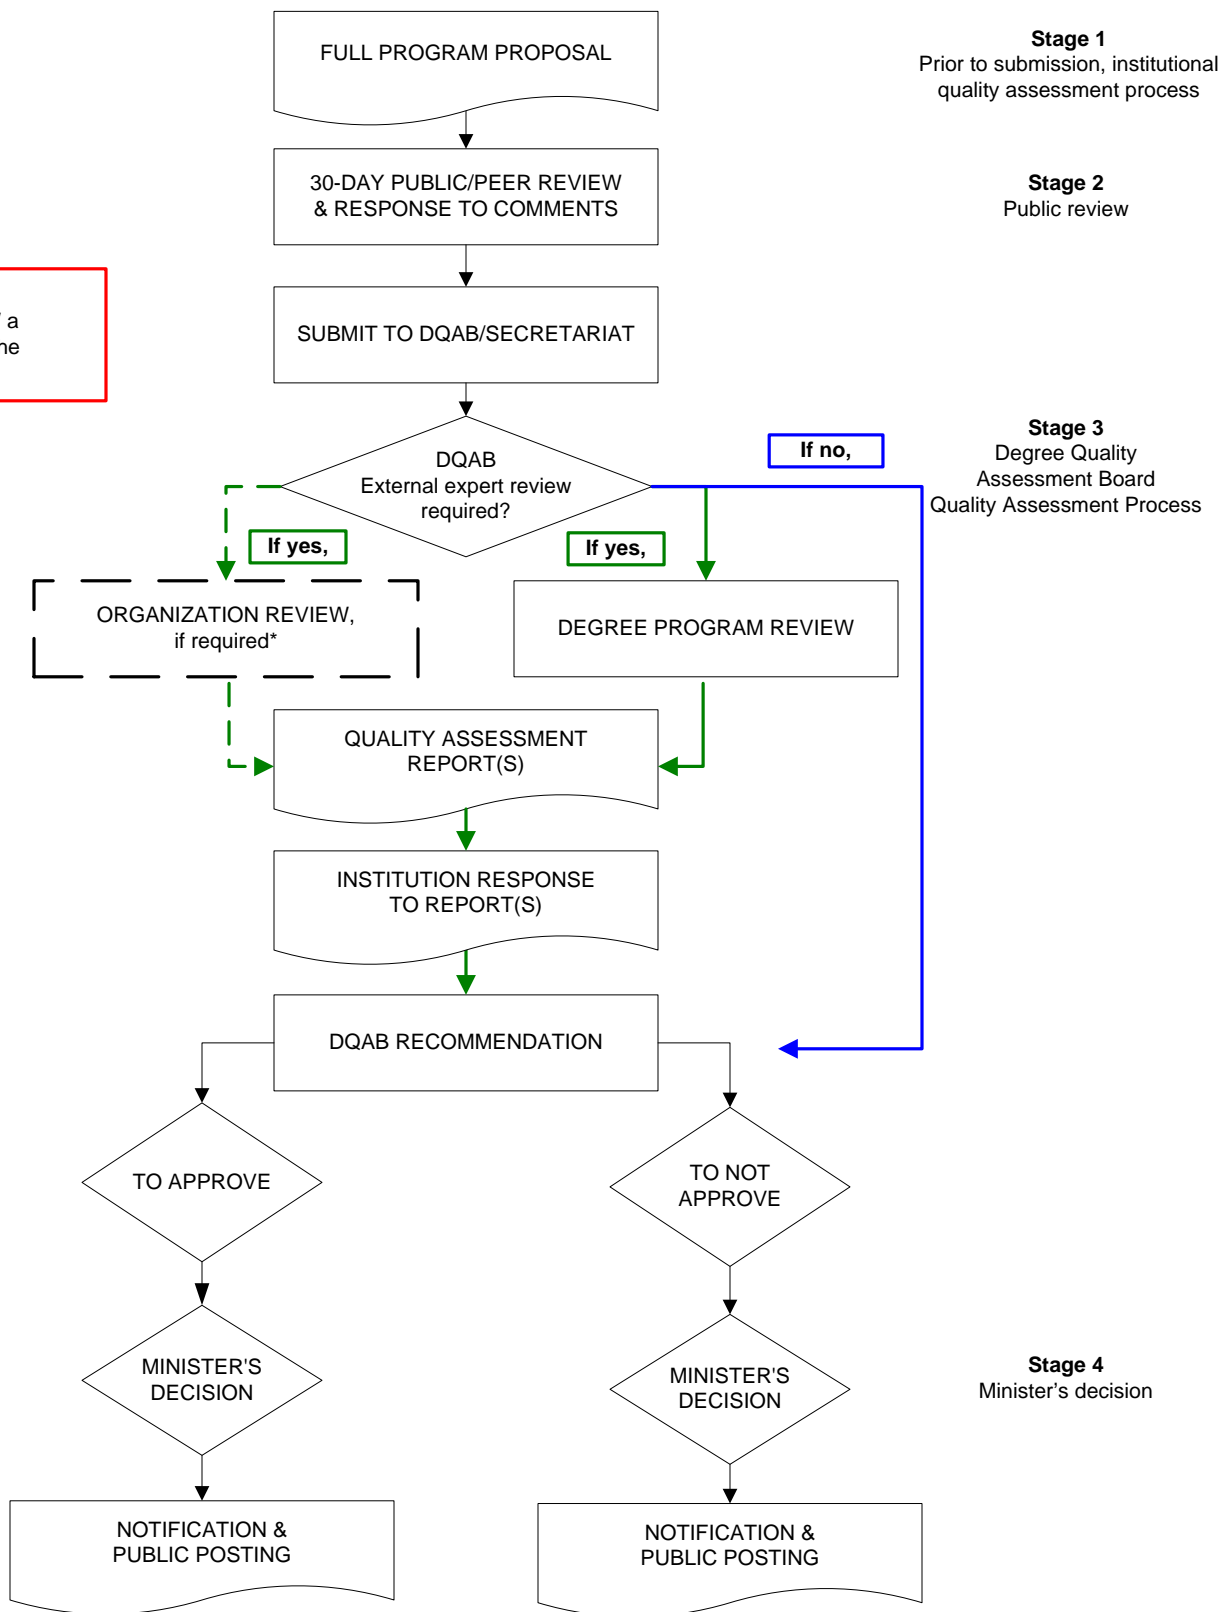 FULL PROGRAM PROPOSAL
Stage 1
Prior to submission, institutional
quality assessment process
30-DAY PUBLIC/PEER REVIEW
& RESPONSE TO COMMENTS
Stage 2
Public review
a
SUBMIT TO DQAB/SECRETARIAT
DQAB
External expert review
required?
If no,
Stage 3
Degree Quality
Assessment Board
Quality Assessment Process
If yes,
If yes,
ORGANIZATION REVIEW,
if required*
DEGREE PROGRAM REVIEW
QUALITY ASSESSMENT
REPORT(S)
INSTITUTION RESPONSE
TO REPORT(S)
DQAB RECOMMENDATION
TO APPROVE
TO NOT
APPROVE
MINISTER'S
DECISION
MINISTER'S
DECISION
Stage 4
Minister’s decision
NOTIFICATION &
PUBLIC POSTING
NOTIFICATION &
PUBLIC POSTING